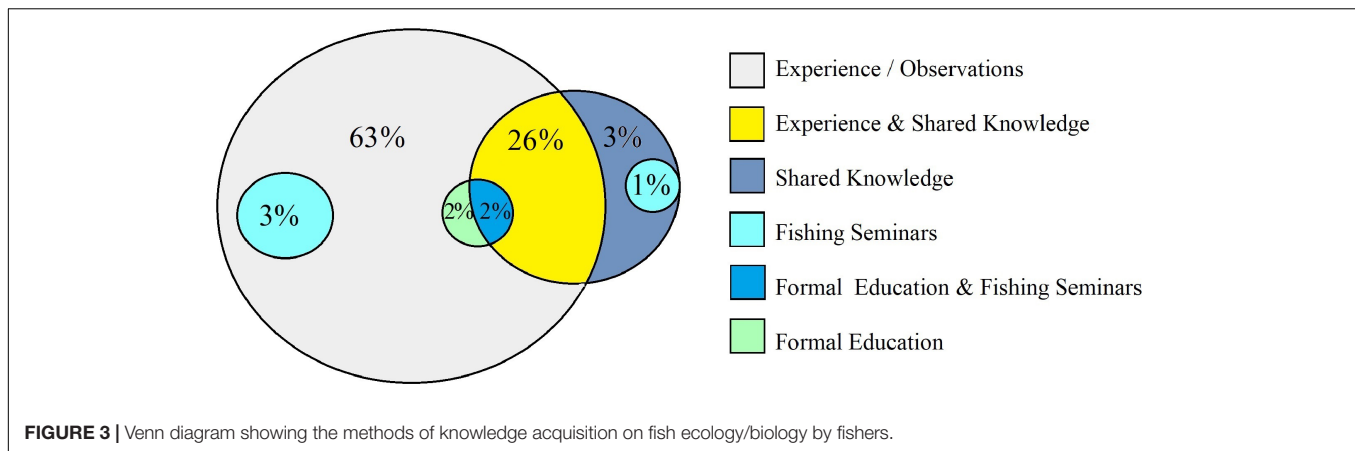 63%
26%
3%
1%
3%
2%
2%
Experience / Observations
Experience & Shared Knowledge
Shared Knowledge
Fishing Seminars
Formal Education & Fishing Seminars
Formal Education
FIGURE 3 | Venn diagram showing the methods of knowledge acquisition on fish ecology/biology by fishers.